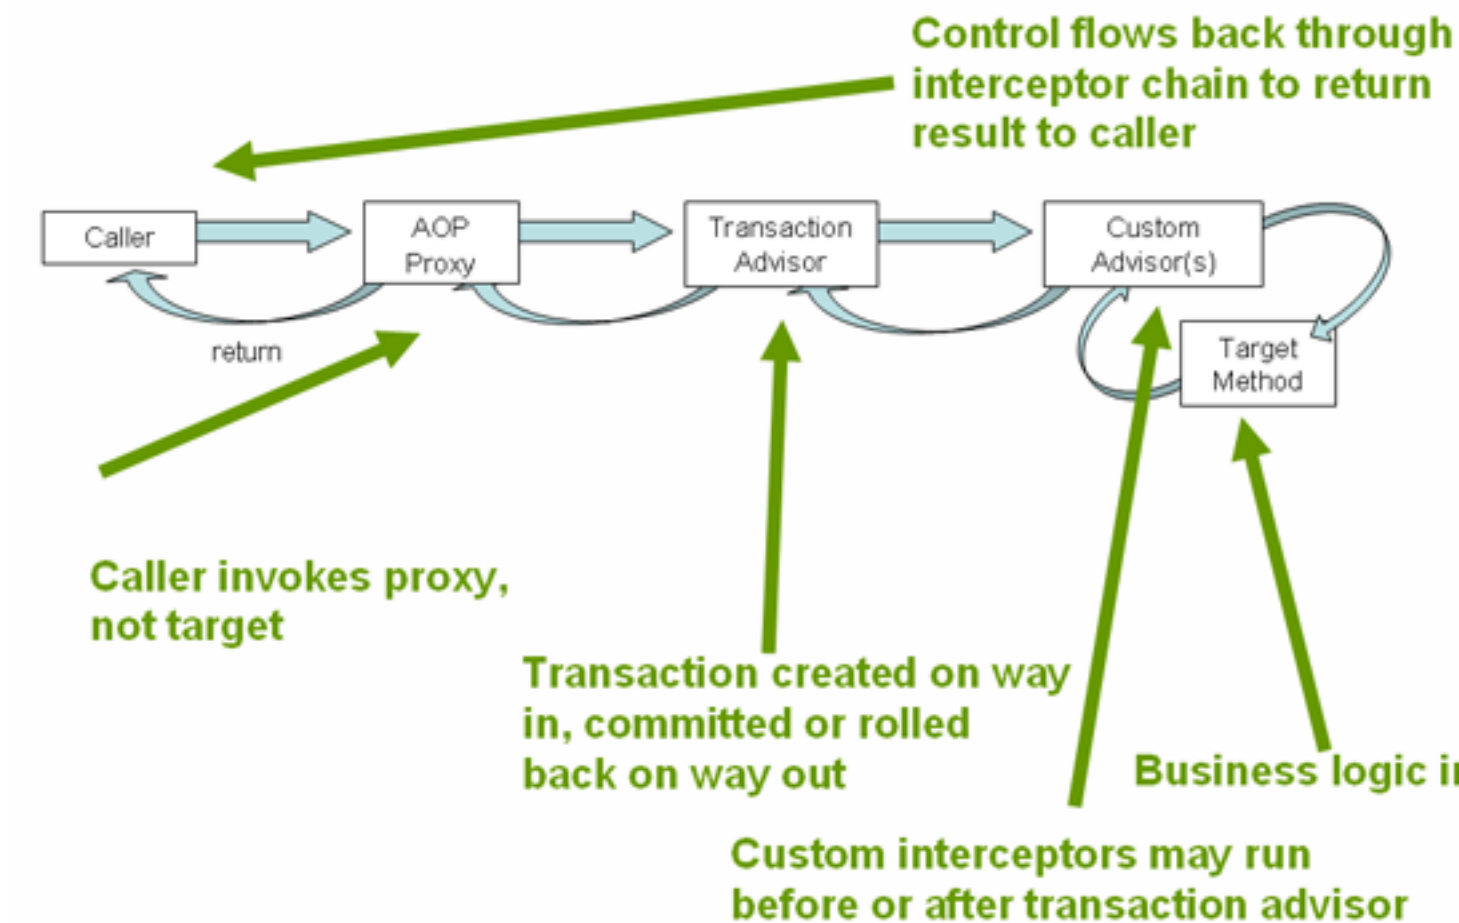 Control flows back through
interceptor chain to return
result to caller
Caller
AOP
Proxy
Transaction
Advisor
Custom
Advisor(s)
return
Target
Method
Caller invokes proxy,
not target
Transaction created on way
in, committed or rolled
back on way out
Business logic
Custom interceptors may run
before or after transaction advisor